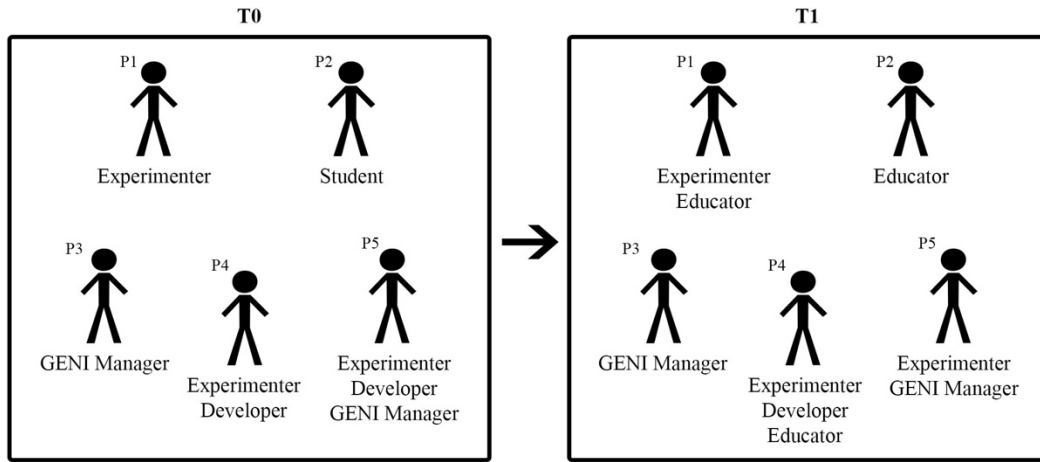 T0
P1
Experimenter
P2
Student
P3
GENI Manager
P4
Experimenter
Developer
P5
Experimenter
Developer
GENI Manager
T1
P1
Experimenter
Educator
P2
Educator
P3
GENI Manager
P4
Experimenter
Developer
Educator
P5
Experimenter
GENI Manager